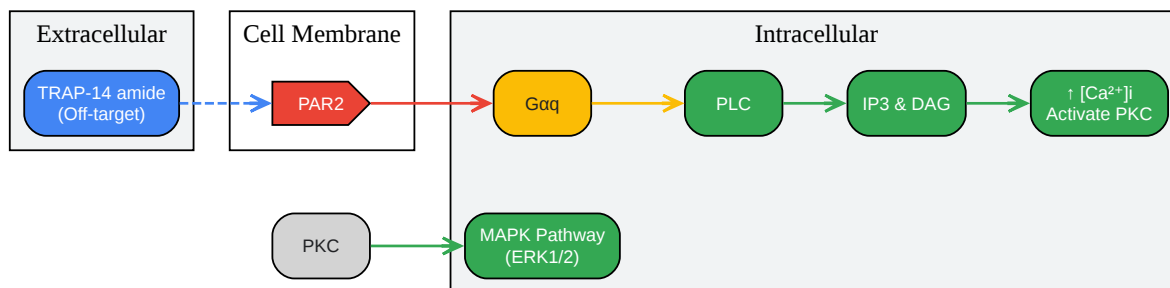 Extracellular
Cell Membrane
Intracellular
TRAP-14 amide
(Off-target)
PAR2
Gαq
PLC
IP3 & DAG
↑ [Ca²⁺]i
Activate PKC
PKC
MAPK Pathway
(ERK1/2)